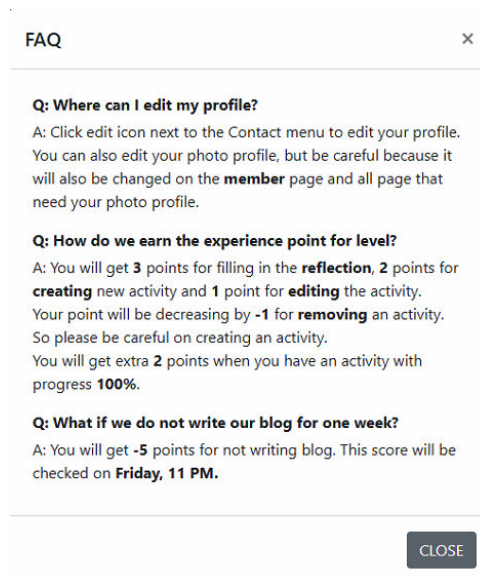 FAQ ×
Q: Where can I edit my profile?
A: Click edit icon next to the Contact menu to edit your profile.
You can also edit your photo profile, but be careful because it
will also be changed on the member page and all page that
need your photo profile.
Q: How do we earn the experience point for level?
A: You will get 3 points for filling in the reflection, 2 points for
creating new activity and 1 point for editing the activity.
Your point will be decreasing by -1 for removing an activity.
So please be careful on creating an activity.
You will get extra 2 points when you have an activity with
progress 100%.
Q: What if we do not write our blog for one week?
A: You will get -5 points for not writing blog. This score will be
checked on Friday, 11 PM.
CLOSE